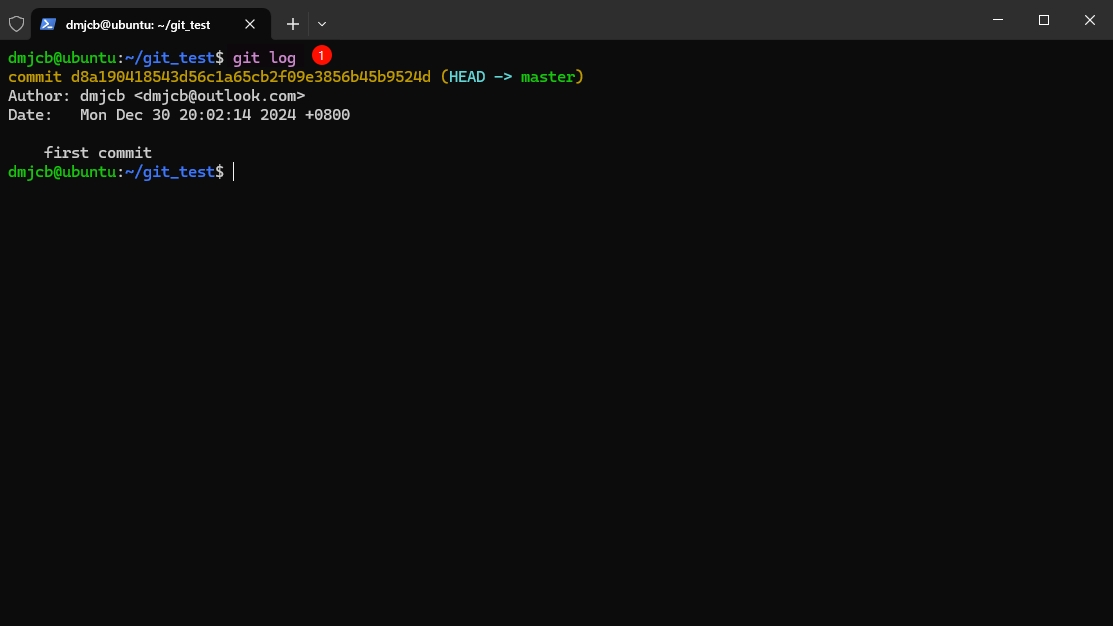 dmjcb@ubuntu: ~/git_test
dmjcb@ubuntu:~/git_test$ git log 1
commit d8a190418543d56c1a65cb2f09e3856b45b9524d (HEAD -> master)
Author: dmjcb <dmjcb@outlook.com>
Date:   Mon Dec 30 20:02:14 2024 +0800
first commit
dmjcb@ubuntu:~/git_test$